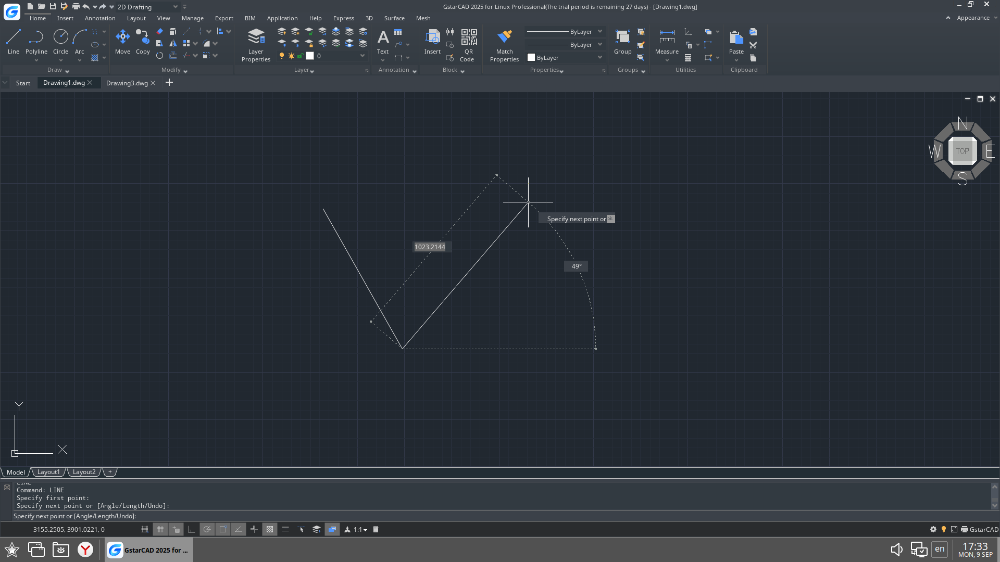 2D Drafting
GstarCAD 2025 for Linux Professional(The trial period is remaining 27 days) - [Drawing1.dwg]
Home Insert Annotation Layout View Manage Export BIM Application Help Express 3D Surface Mesh
Appearance
Line Polyline Circle Arc
Move Copy
Layer Properties
0
Text
Insert
QR Code
Match Properties
ByLayer
ByLayer
ByLayer
Group
Measure
Paste
Draw Modify Layer Annotation Block Properties Groups Utilities Clipboard
Start Drawing1.dwg Drawing3.dwg
N
W TOP E
S
Specify next point or
1023.2144
49°
Y
X
Model Layout1 Layout2 +
LINE
Command: LINE
Specify first point:
Specify next point or [Angle/Length/Undo]:
Specify next point or [Angle/Length/Undo]:
3155.2505, 3901.0221, 0
1:1
GstarCAD
GstarCAD 2025 for ...
en
17:33
MON, 9 SEP